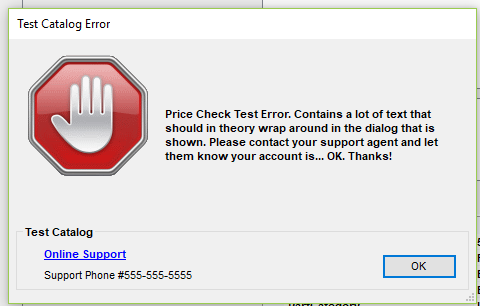 Test Catalog Error
Price Check Test Error. Contains a lot of text that
should in theory wrap around in the dialog that is
shown. Please contact your support agent and let
them know your account is... OK. Thanks!
Test Catalog
Online Support
Support Phone #555-555-5555
OK